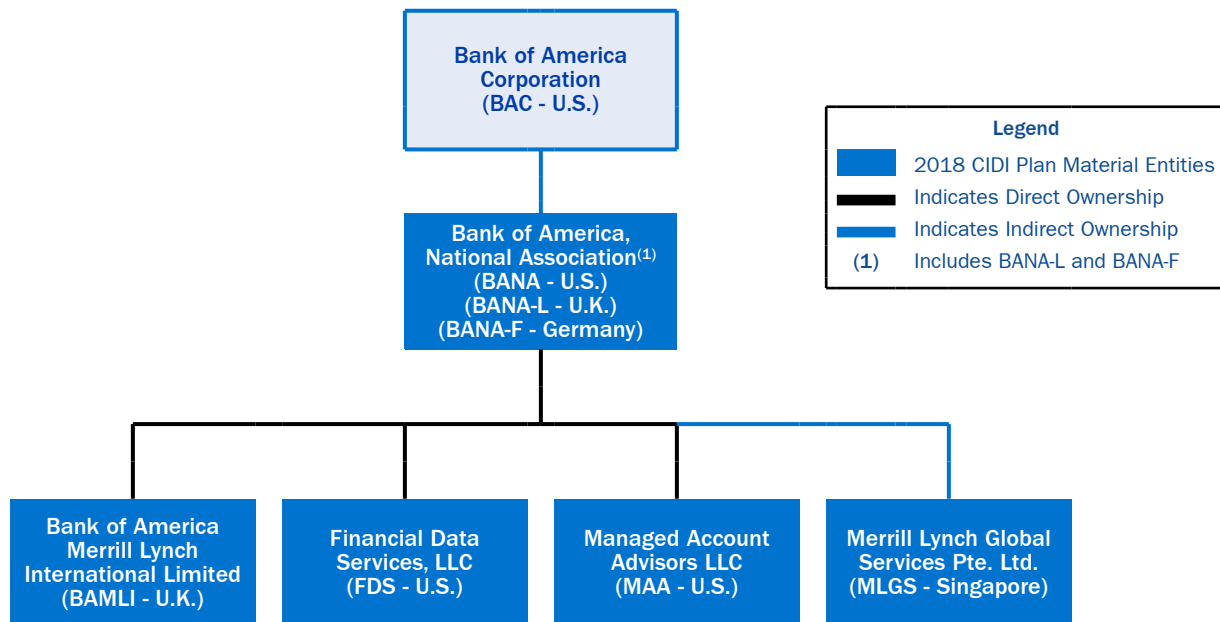 Bank of America
Corporation
(BAC - U.S.)
Legend
2018 CIDI Plan Material Entities
Indicates Direct Ownership
Indicates Indirect Ownership
(1) Includes BANA-L and BANA-F
Bank of America,
National Association(1)
(BANA - U.S.)
(BANA-L - U.K.)
(BANA-F - Germany)
Bank of America
Merrill Lynch
International Limited
(BAMLI - U.K.)
Financial Data
Services, LLC
(FDS - U.S.)
Managed Account
Advisors LLC
(MAA - U.S.)
Merrill Lynch Global
Services Pte. Ltd.
(MLGS - Singapore)